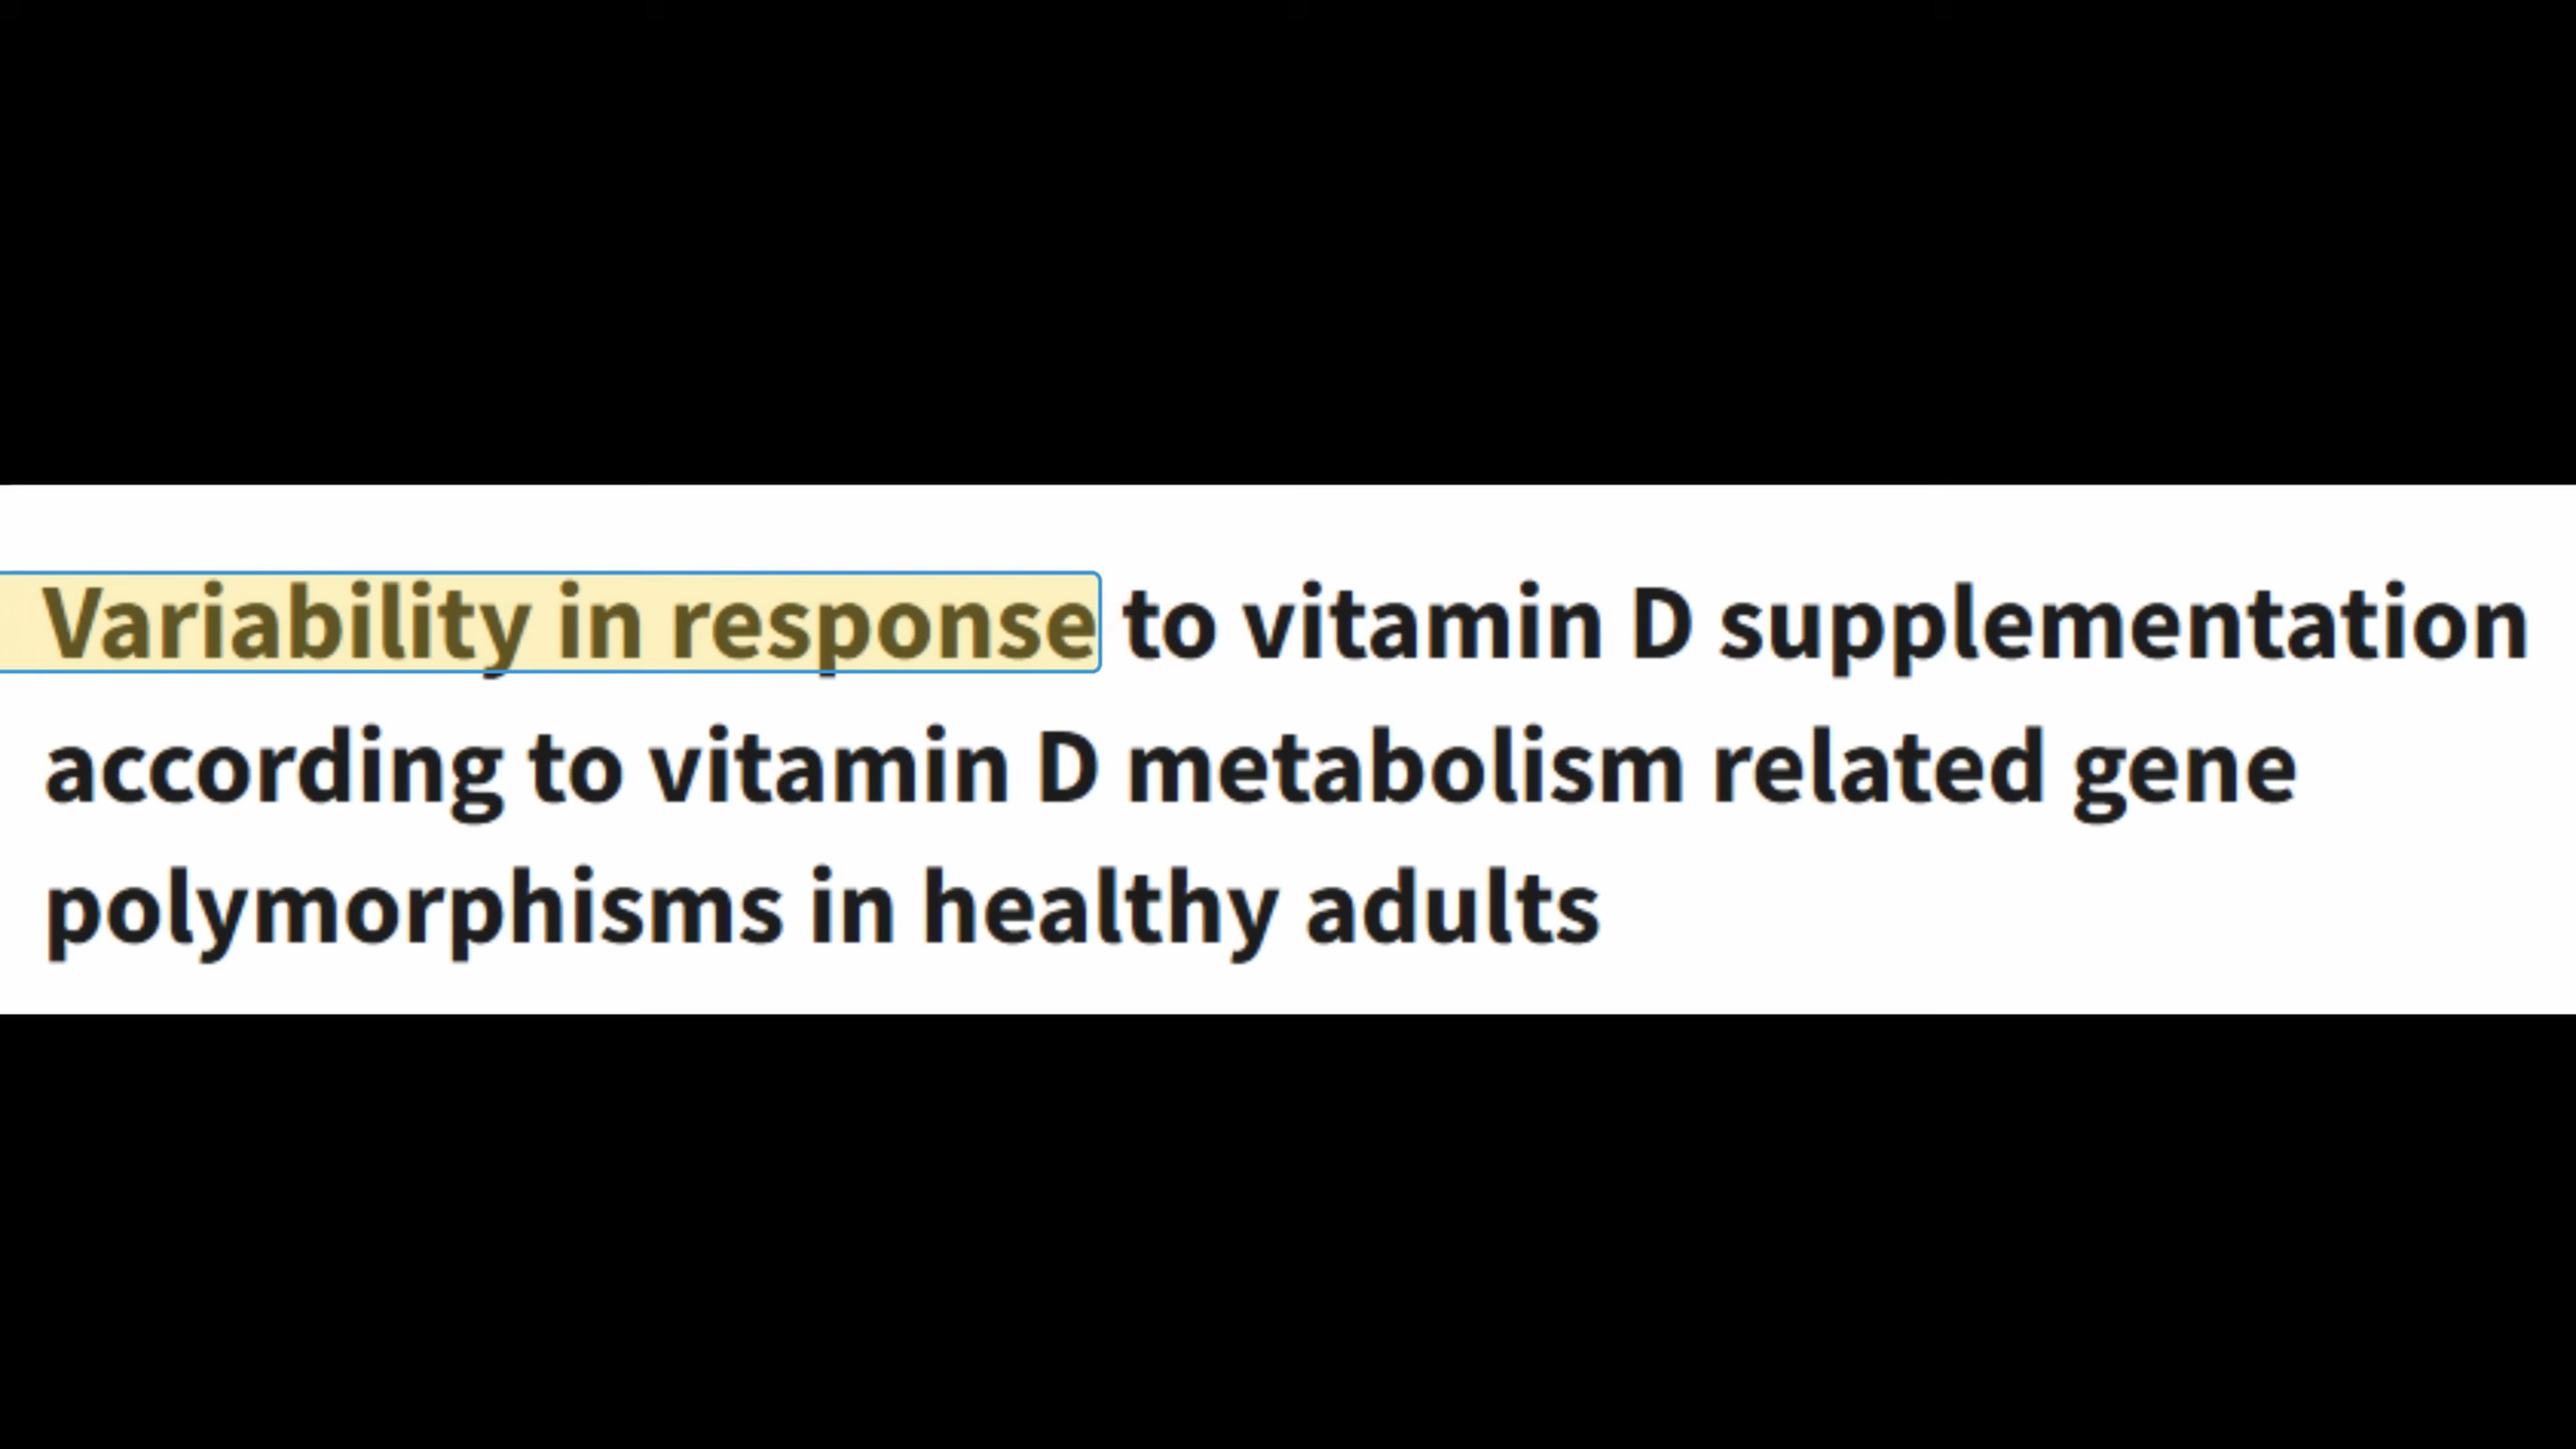 Variability in response to vitamin D supplementation
according to vitamin D metabolism related gene
polymorphisms in healthy adults